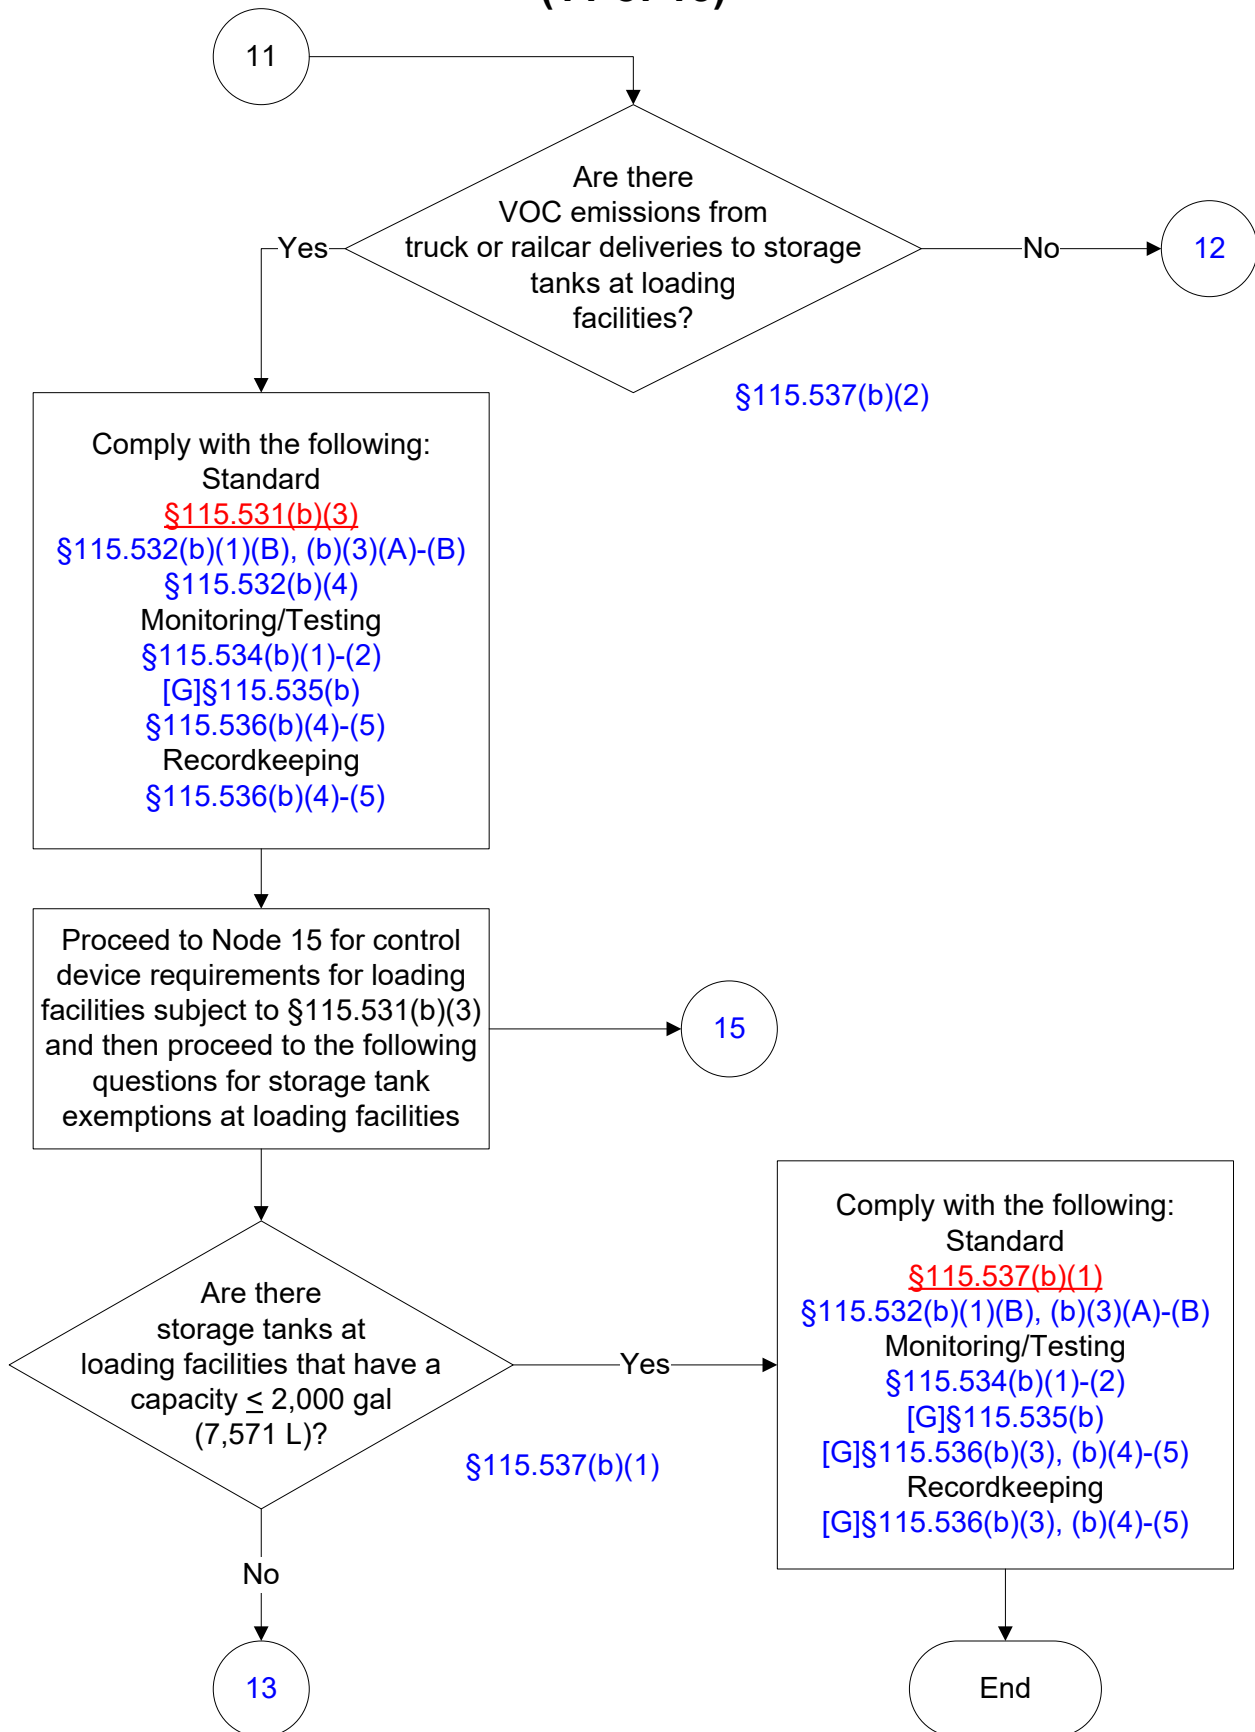 11
Are there
VOC emissions from
truck or railcar deliveries to storage
tanks at loading
facilities?
Yes
No
12
§115.537(b)(2)
Comply with the following:
Standard
§115.531(b)(3)
§115.532(b)(1)(B), (b)(3)(A)-(B)
§115.532(b)(4)
Monitoring/Testing
§115.534(b)(1)-(2)
[G]§115.535(b)
§115.536(b)(4)-(5)
Recordkeeping
§115.536(b)(4)-(5)
Proceed to Node 15 for control
device requirements for loading
facilities subject to §115.531(b)(3)
and then proceed to the following
questions for storage tank
exemptions at loading facilities
15
Are there
storage tanks at
loading facilities that have a
capacity ≤ 2,000 gal
(7,571 L)?
Yes
§115.537(b)(1)
Comply with the following:
Standard
§115.537(b)(1)
§115.532(b)(1)(B), (b)(3)(A)-(B)
Monitoring/Testing
§115.534(b)(1)-(2)
[G]§115.535(b)
[G]§115.536(b)(3), (b)(4)-(5)
Recordkeeping
[G]§115.536(b)(3), (b)(4)-(5)
No
13
End